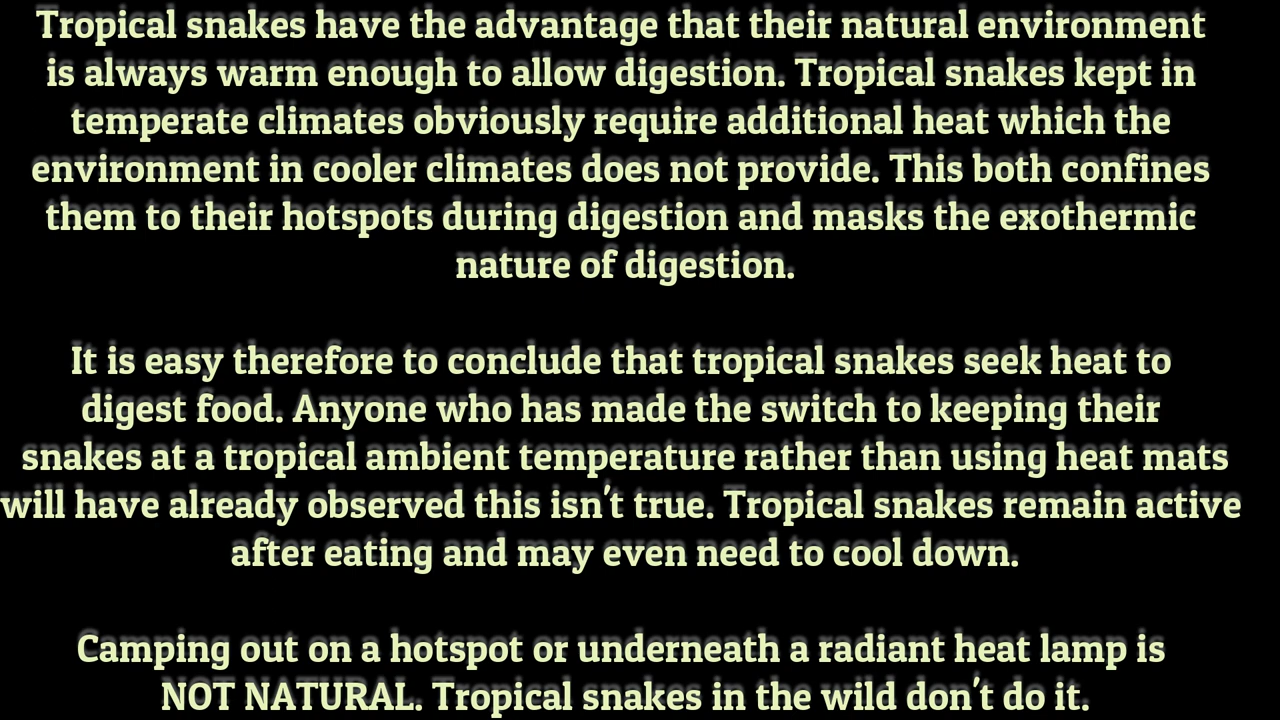 Tropical snakes have the advantage that their natural environment
is always warm enough to allow digestion. Tropical snakes kept in
temperate climates obviously require additional heat which the
environment in cooler climates does not provide. This both confines
them to their hotspots during digestion and masks the exothermic
nature of digestion.
It is easy therefore to conclude that tropical snakes seek heat to
digest food. Anyone who has made the switch to keeping their
snakes at a tropical ambient temperature rather than using heat mats
will have already observed this isn't true. Tropical snakes remain active
after eating and may even need to cool down.
Camping out on a hotspot or underneath a radiant heat lamp is
NOT NATURAL. Tropical snakes in the wild don't do it.